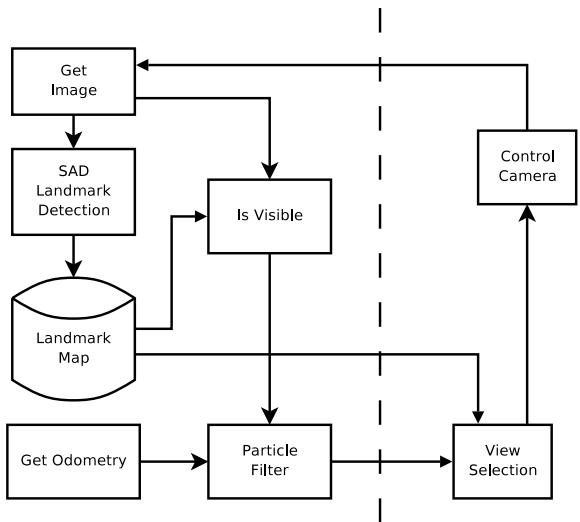 Get
Image
SAD
Landmark
Detection
Control
Camera
Is Visible
Landmark
Map
Get Odometry
Particle
Filter
View
Selection